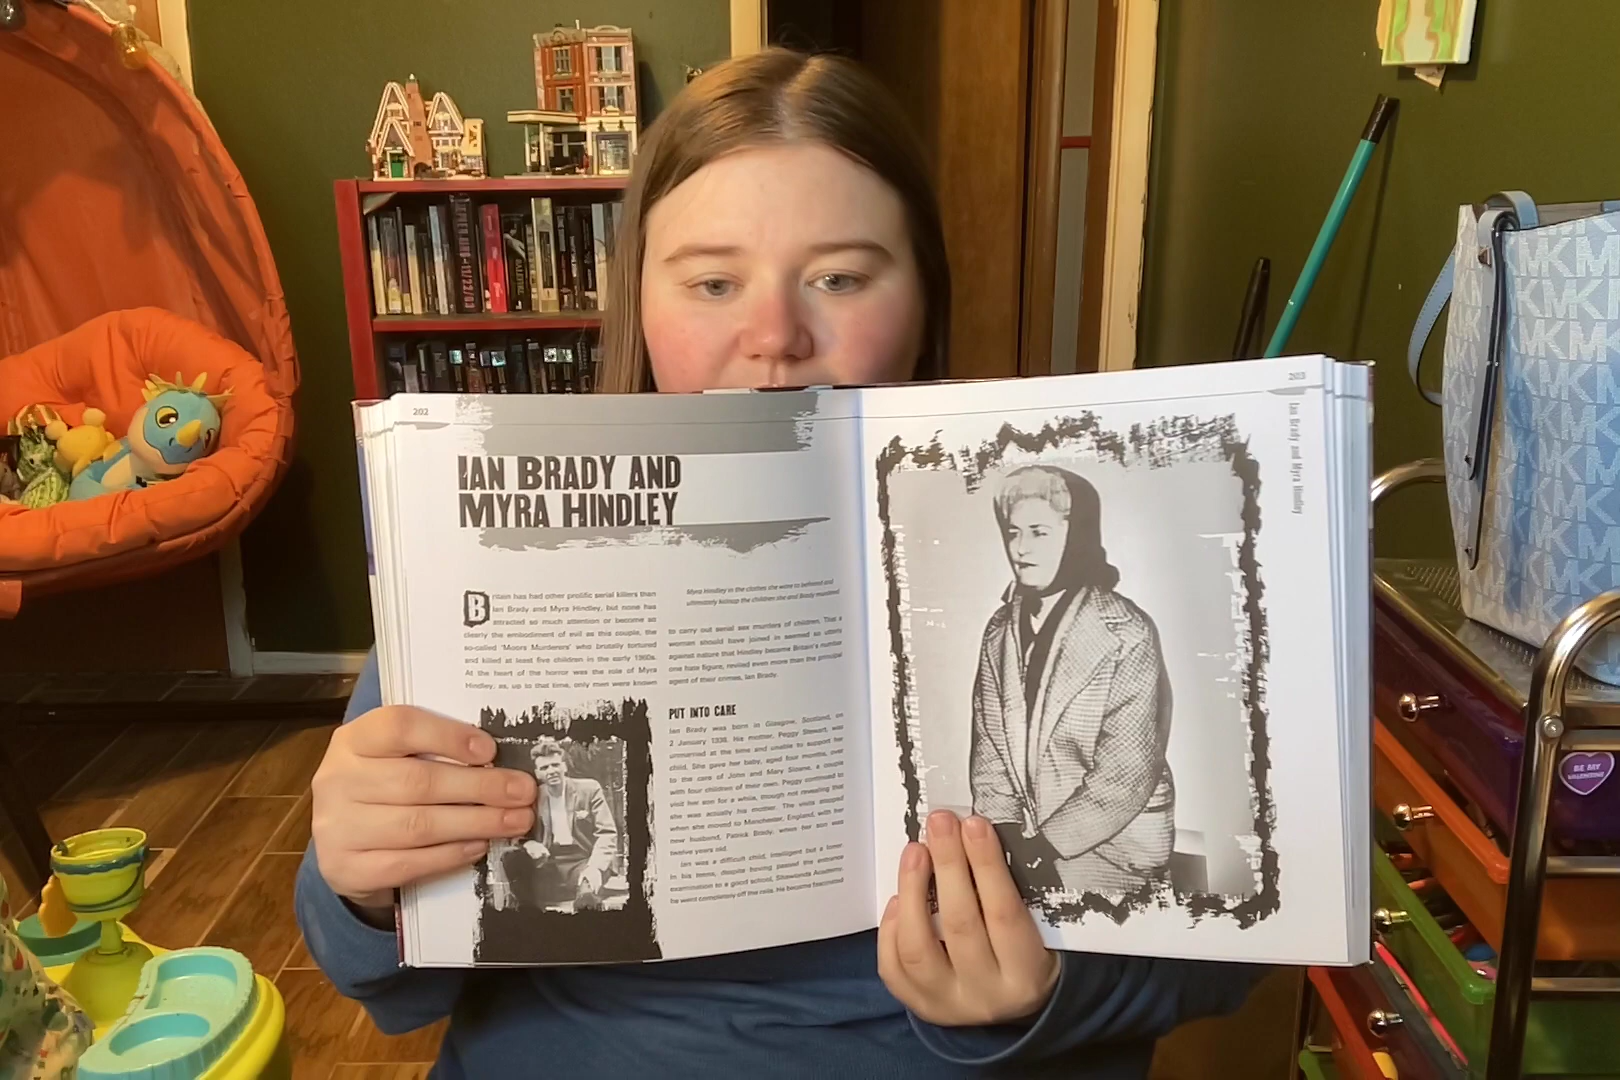 202
IAN BRADY AND
MYRA HINDLEY
Britain has had other prolific serial killers than
Ian Brady and Myra Hindley, but none has
attracted so much attention or become so
clearly the embodiment of evil as this couple, the
so-called 'Moors Murderers' who brutally tortured
and killed at least five children in the early 1960s.
At the heart of the horror was the role of Myra
Hindley, as, up to that time, only men were known
Myra Hindley in the clothes she wore to befriend and
ultimately kidnap the children she and Brady murdered
to carry out serial sex murders of children. That a
woman should have joined in seemed so utterly
against nature that Hindley became Britain's number
one hate figure, reviled even more than the principal
agent of their crimes, Ian Brady.
PUT INTO CARE
Ian Brady was born in Glasgow, Scotland, on
2 January 1938. His mother, Peggy Stewart, was
unmarried at the time and unable to support her
child. She gave her baby, aged four months, over
to the care of John and Mary Sloane, a couple
with four children of their own. Peggy continued to
visit her son for a while, though not revealing that
she was actually his mother. The visits stopped
when she moved to Manchester, England, with her
new husband, Patrick Brady, when her son was
twelve years old.
Ian was a difficult child, intelligent but a loner.
In his teens, despite having passed the entrance
examination to a good school, Shawlands Academy,
he went completely off the rails. He became fascinated
203
Ian Brady and Myra Hindley
11/22/63
MK
BE MY
VALENTINE